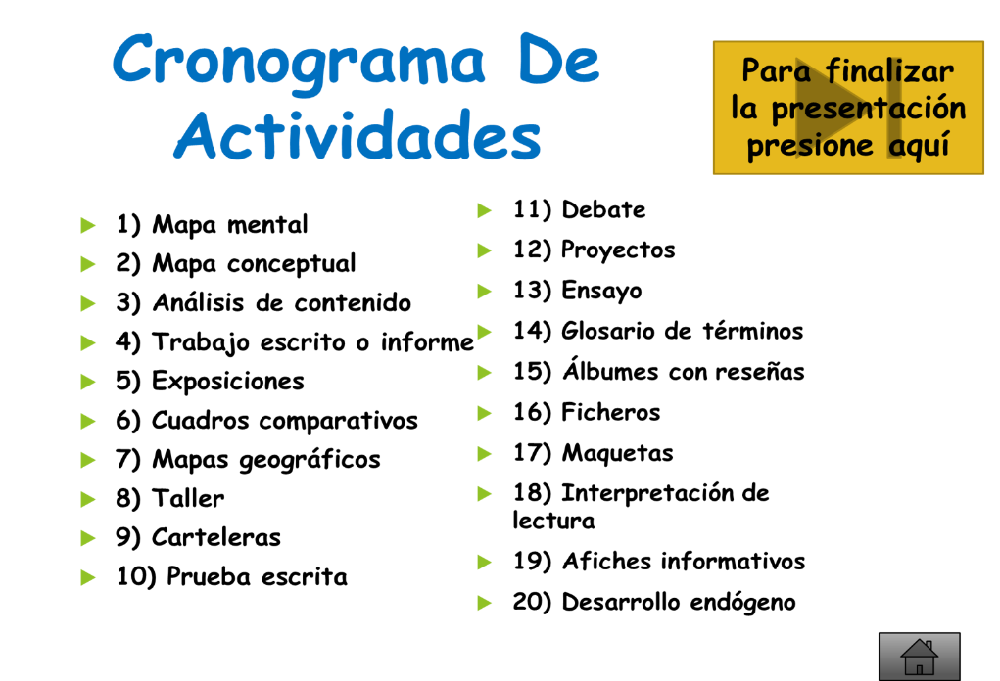 Cronograma De
Actividades
Para finalizar
la presentación
presione aquí
1) Mapa mental
2) Mapa conceptual
3) Análisis de contenido
4) Trabajo escrito o informe
5) Exposiciones
6) Cuadros comparativos
7) Mapas geográficos
8) Taller
9) Carteleras
10) Prueba escrita
11) Debate
12) Proyectos
13) Ensayo
14) Glosario de términos
15) Álbumes con reseñas
16) Ficheros
17) Maquetas
18) Interpretación de
lectura
19) Afiches informativos
20) Desarrollo endógeno